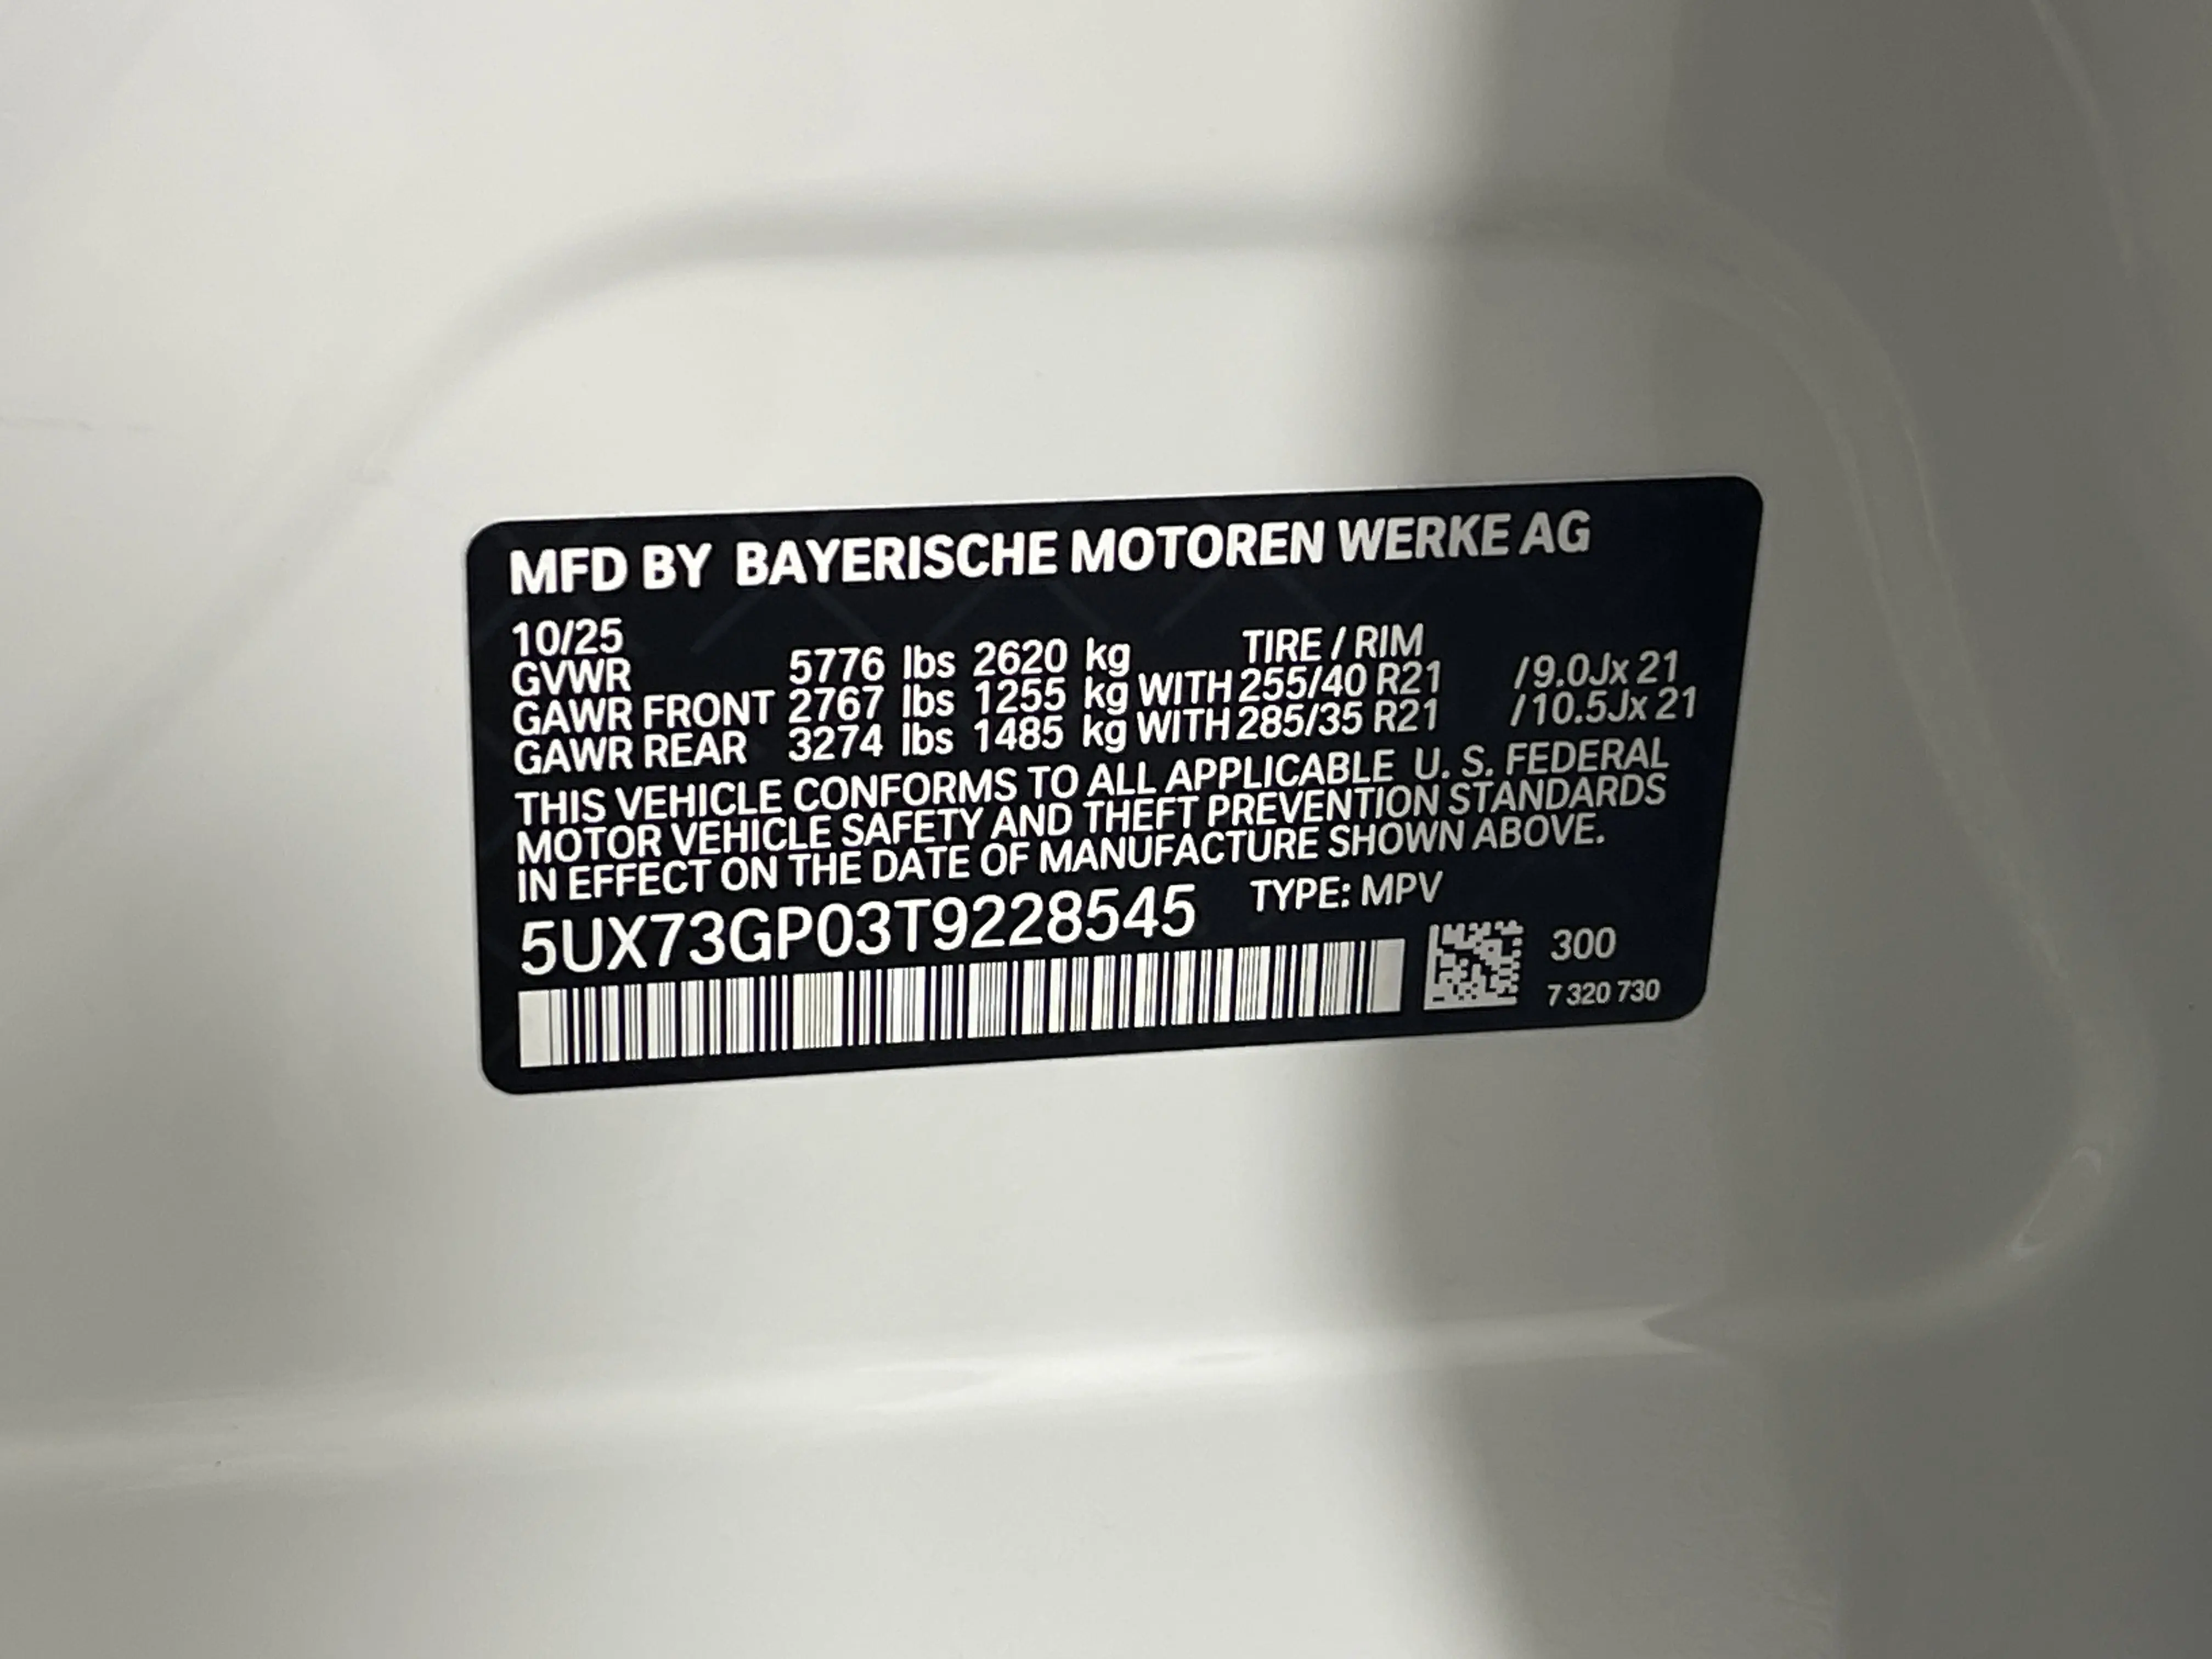 MFD BY BAYERISCHE MOTOREN WERKE AG
10/25 TIRE / RIM
GVWR 5776 lbs 2620 kg
GAWR FRONT 2767 lbs 1255 kg WITH 255/40 R21 /9.0Jx 21
GAWR REAR 3274 lbs 1485 kg WITH 285/35 R21 /10.5Jx 21
THIS VEHICLE CONFORMS TO ALL APPLICABLE U. S. FEDERAL
MOTOR VEHICLE SAFETY AND THEFT PREVENTION STANDARDS
IN EFFECT ON THE DATE OF MANUFACTURE SHOWN ABOVE.
5UX73GP03T9228545 TYPE: MPV
300
7 320 730